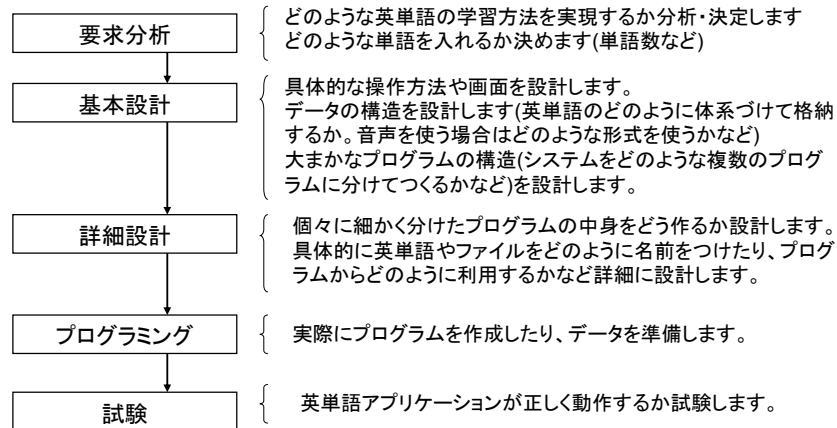 要求分析
どのような英単語の学習方法を実現するか分析・決定します
どのような単語を入れるか決めます(単語数など)
基本設計
具体的な操作方法や画面を設計します。
データの構造を設計します(英単語のどのように体系づけて格納
するか。音声を使う場合はどのような形式を使うかなど)
大まかなプログラムの構造(システムをどのような複数のプログ
ラムに分けてつくるかなど)を設計します。
詳細設計
個々に細かく分けたプログラムの中身をどう作るか設計します。
具体的に英単語やファイルをどのように名前をつけたり、プログ
ラムからどのように利用するかなど詳細に設計します。
プログラミング
実際にプログラムを作成したり、データを準備します。
試験
英単語アプリケーションが正しく動作するか試験します。